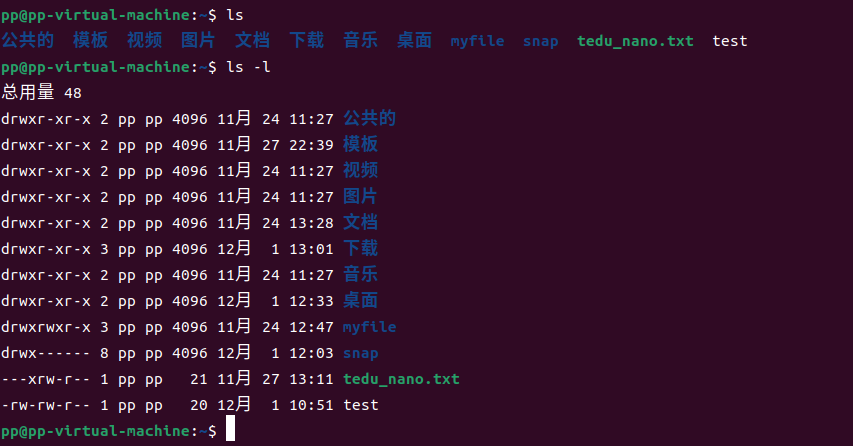 pp@pp-virtual-machine:~$ ls
公共的 模板 视频 图片 文档 下载 音乐 桌面 myfile snap tedu_nano.txt test
pp@pp-virtual-machine:~$ ls -l
总用量 48
drwxr-xr-x 2 pp pp 4096 11月 24 11:27 公共的
drwxr-xr-x 2 pp pp 4096 11月 27 22:39 模板
drwxr-xr-x 2 pp pp 4096 11月 24 11:27 视频
drwxr-xr-x 2 pp pp 4096 11月 24 11:27 图片
drwxr-xr-x 2 pp pp 4096 11月 24 13:28 文档
drwxr-xr-x 3 pp pp 4096 12月 1 13:01 下载
drwxr-xr-x 2 pp pp 4096 11月 24 11:27 音乐
drwxr-xr-x 2 pp pp 4096 12月 1 12:33 桌面
drwxrwxr-x 3 pp pp 4096 11月 24 12:47 myfile
drwx------ 8 pp pp 4096 12月 1 12:03 snap
---xrw-r-- 1 pp pp 21 11月 27 13:11 tedu_nano.txt
-rw-rw-r-- 1 pp pp 20 12月 1 10:51 test
pp@pp-virtual-machine:~$